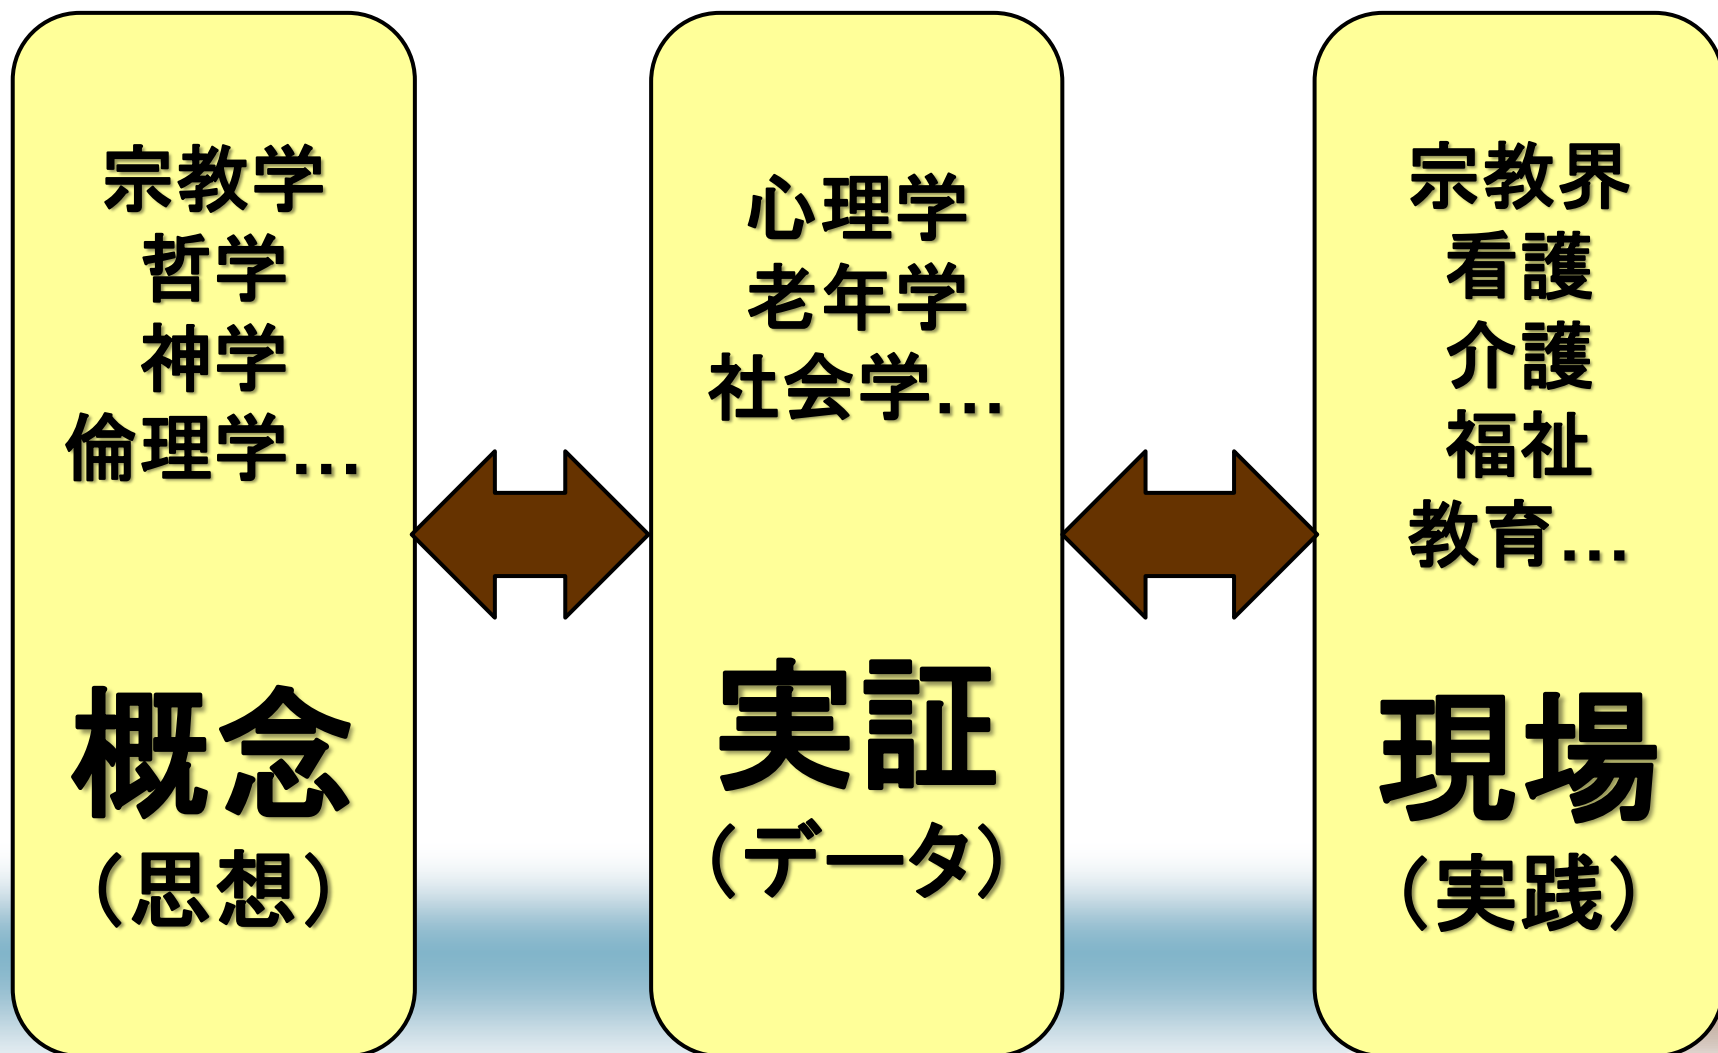 宗教学
哲学
神学
倫理学…
概念
（思想）
心理学
老年学
社会学…
実証
（データ）
宗教界
看護
介護
福祉
教育…
現場
（実践）